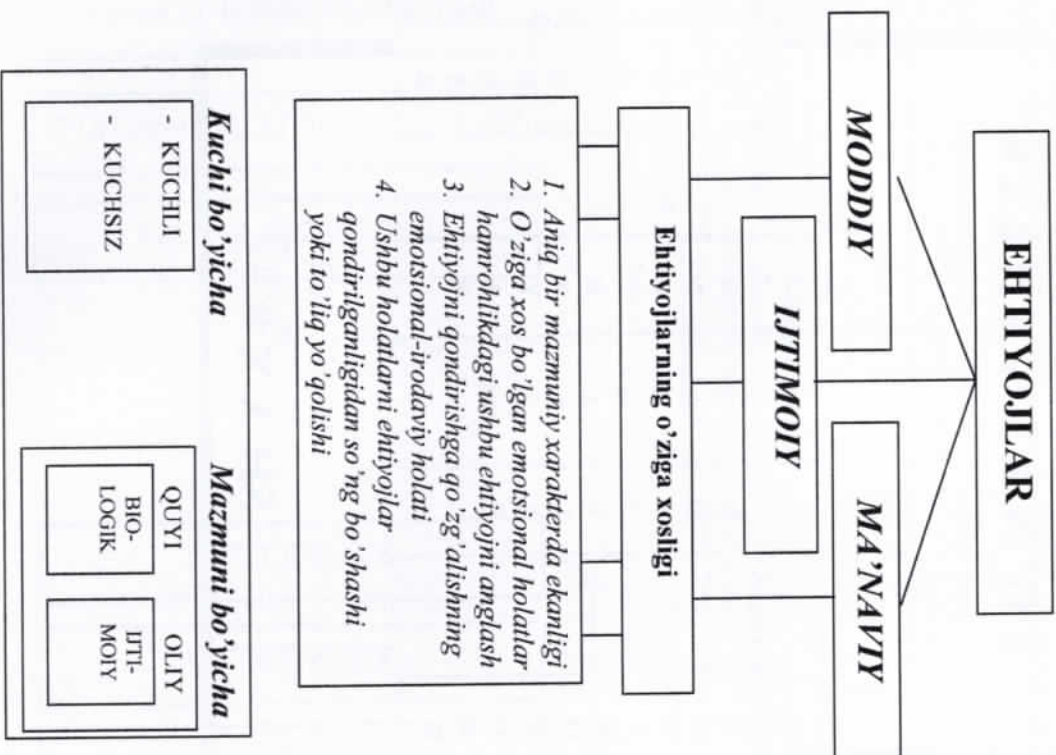 EHTIYOJLAR
MODDIY
IJTIMOIY
MA'NAVIY
Ehtiyojlarning o'ziga xosligi
1. Aniq bir mazmuniy xarakterda ekanligi
2. O'ziga xos bo'lgan emotsional holatlar
hamrohlikdagi ushbu ehtiyojni anglash
3. Ehtiyojni qondirishga qo'zg'alishning
emotsional-irodaviy holati
4. Ushbu holatlarni ehtiyojlar
qondirilganligidan so'ng bo'shashi
yoki to'liq yo'qolishi
Kuchi bo'yicha
- KUCHLI
- KUCHSIZ
Mazmuni bo'yicha
QUYI
OLIY
BIO-
LOGIK
IJTI-
MOIY